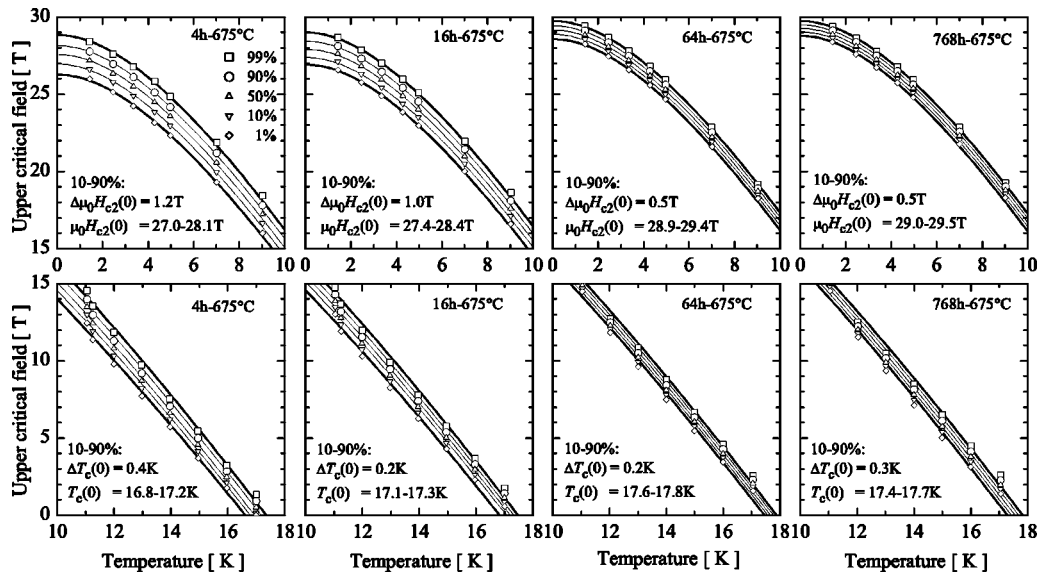 Upper critical field [ T ]
30
25
20
15
4h-675°C
99%
90%
50%
10%
1%
10-90%:
Δμ0Hc2(0) = 1.2T
μ0Hc2(0) = 27.0-28.1T
0 2 4 6 8 10
16h-675°C
10-90%:
Δμ0Hc2(0) = 1.0T
μ0Hc2(0) = 27.4-28.4T
0 2 4 6 8 10
64h-675°C
10-90%:
Δμ0Hc2(0) = 0.5T
μ0Hc2(0) = 28.9-29.4T
0 2 4 6 8 10
768h-675°C
10-90%:
Δμ0Hc2(0) = 0.5T
μ0Hc2(0) = 29.0-29.5T
0 2 4 6 8 10
Upper critical field [ T ]
15
10
5
0
4h-675°C
10-90%:
ΔTc(0) = 0.4K
Tc(0) = 16.8-17.2K
10 12 14 16 18
Temperature [ K ]
16h-675°C
10-90%:
ΔTc(0) = 0.2K
Tc(0) = 17.1-17.3K
10 12 14 16 18
Temperature [ K ]
64h-675°C
10-90%:
ΔTc(0) = 0.2K
Tc(0) = 17.6-17.8K
10 12 14 16 18
Temperature [ K ]
768h-675°C
10-90%:
ΔTc(0) = 0.3K
Tc(0) = 17.4-17.7K
10 12 14 16 18
Temperature [ K ]